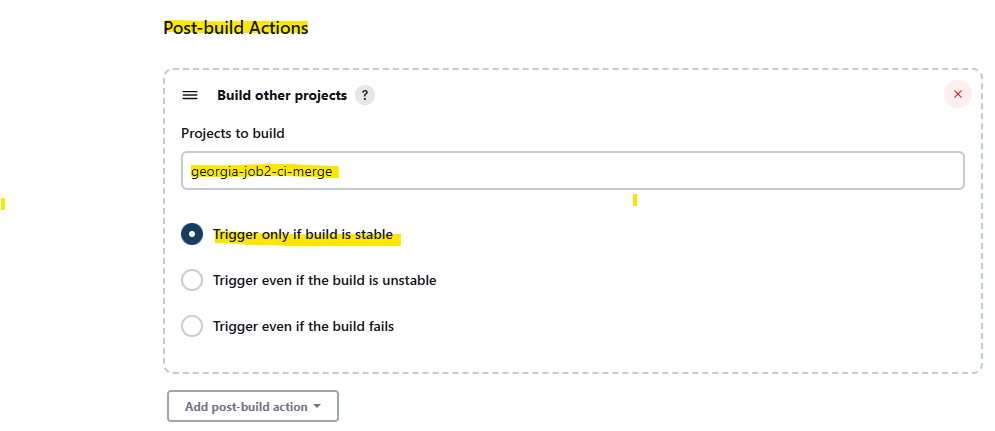 Post-build Actions
Build other projects ?
Projects to build
georgia-job2-ci-merge
Trigger only if build is stable
Trigger even if the build is unstable
Trigger even if the build fails
Add post-build action